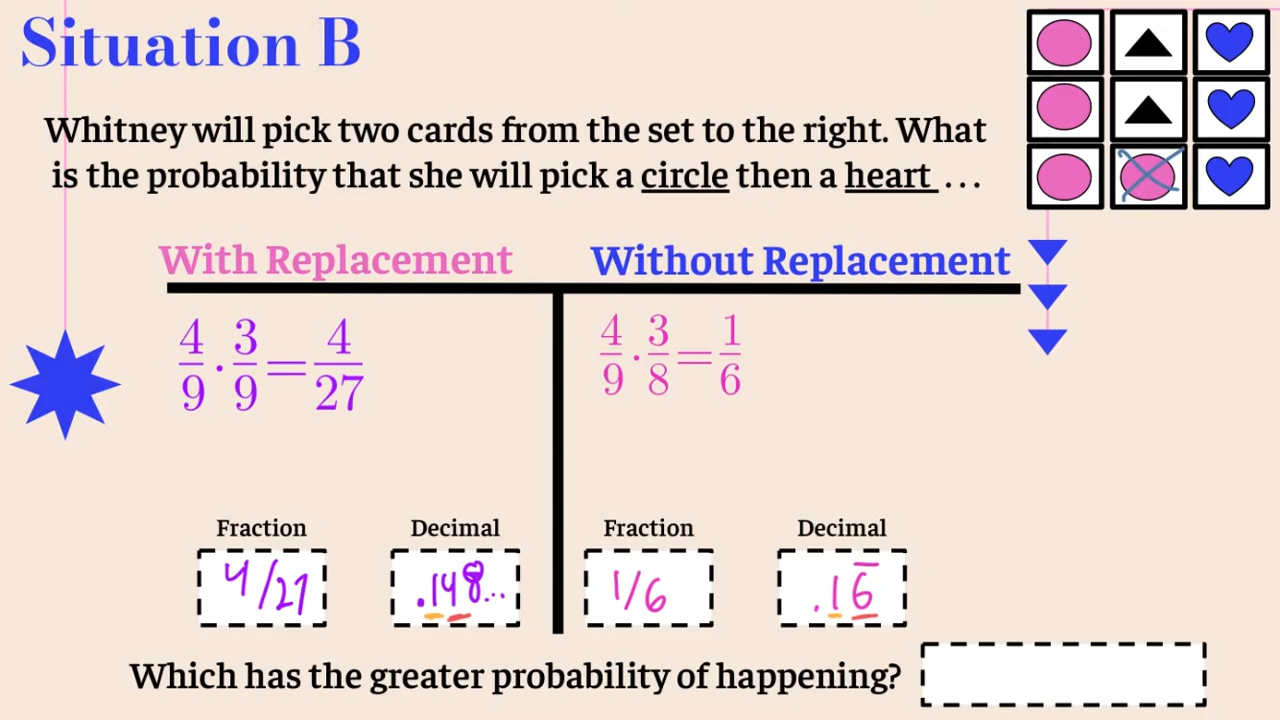 Situation B
Whitney will pick two cards from the set to the right. What
is the probability that she will pick a circle then a heart ...
With Replacement
Without Replacement
4/9 · 3/9 = 4/27
4/9 · 3/8 = 1/6
Fraction
Decimal
Fraction
Decimal
4/27
.148...
1/6
.16̅
Which has the greater probability of happening?